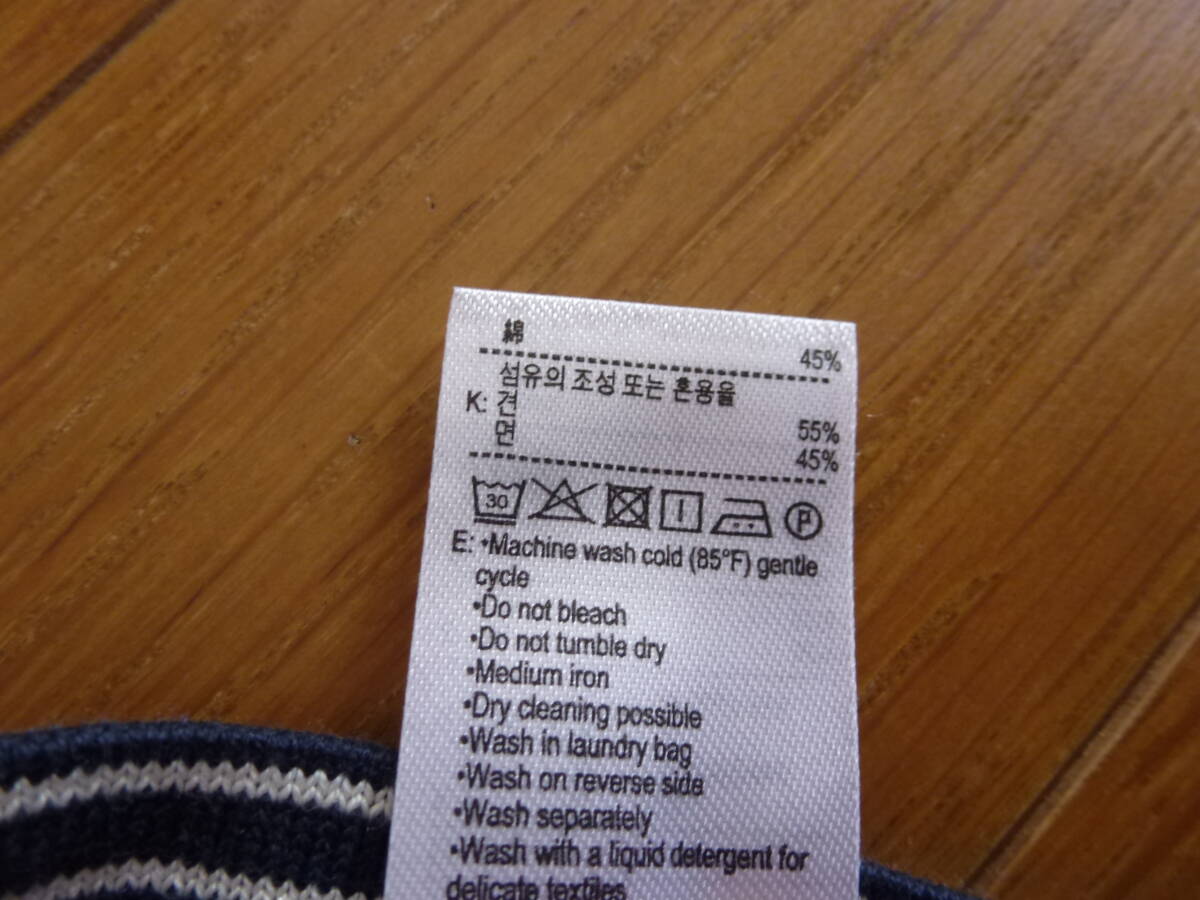 綿 45%
섬유의 조성 또는 혼용율
K: 견 55%
면 45%
30 P
E: •Machine wash cold (85°F) gentle
cycle
•Do not bleach
•Do not tumble dry
•Medium iron
•Dry cleaning possible
•Wash in laundry bag
•Wash on reverse side
•Wash separately
•Wash with a liquid detergent for
delicate textiles